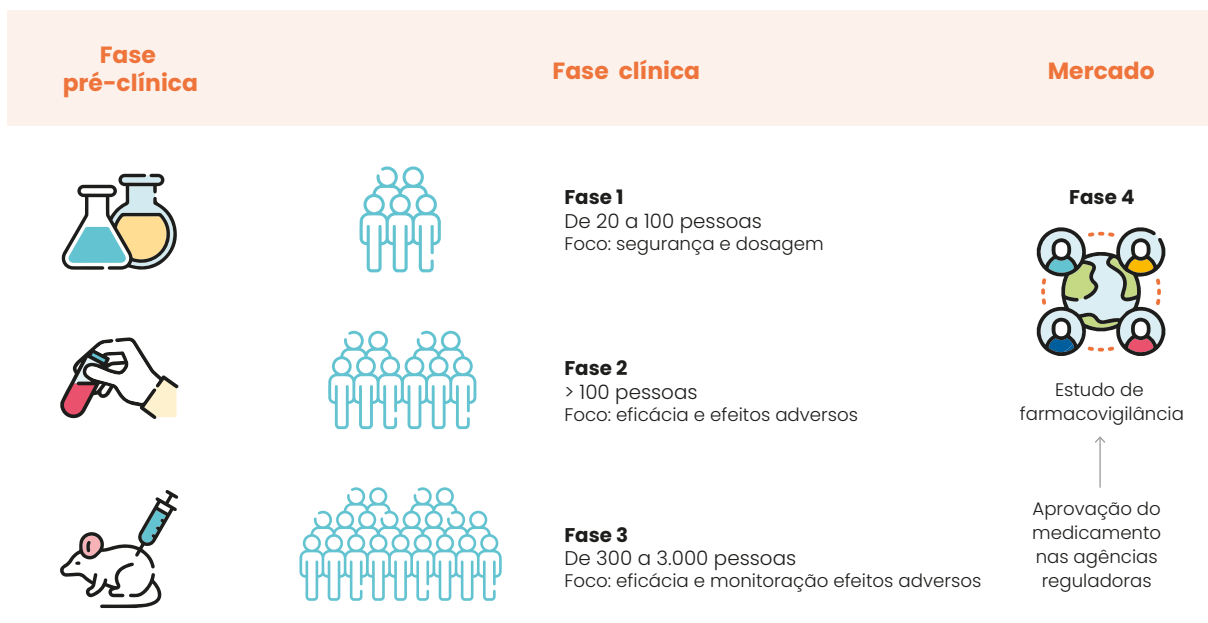 Fase
pré-clínica
Fase clínica
Mercado
Fase 1
De 20 a 100 pessoas
Foco: segurança e dosagem
Fase 2
> 100 pessoas
Foco: eficácia e efeitos adversos
Fase 3
De 300 a 3.000 pessoas
Foco: eficácia e monitoração efeitos adversos
Fase 4
Estudo de
farmacovigilância
Aprovação do
medicamento
nas agências
reguladoras